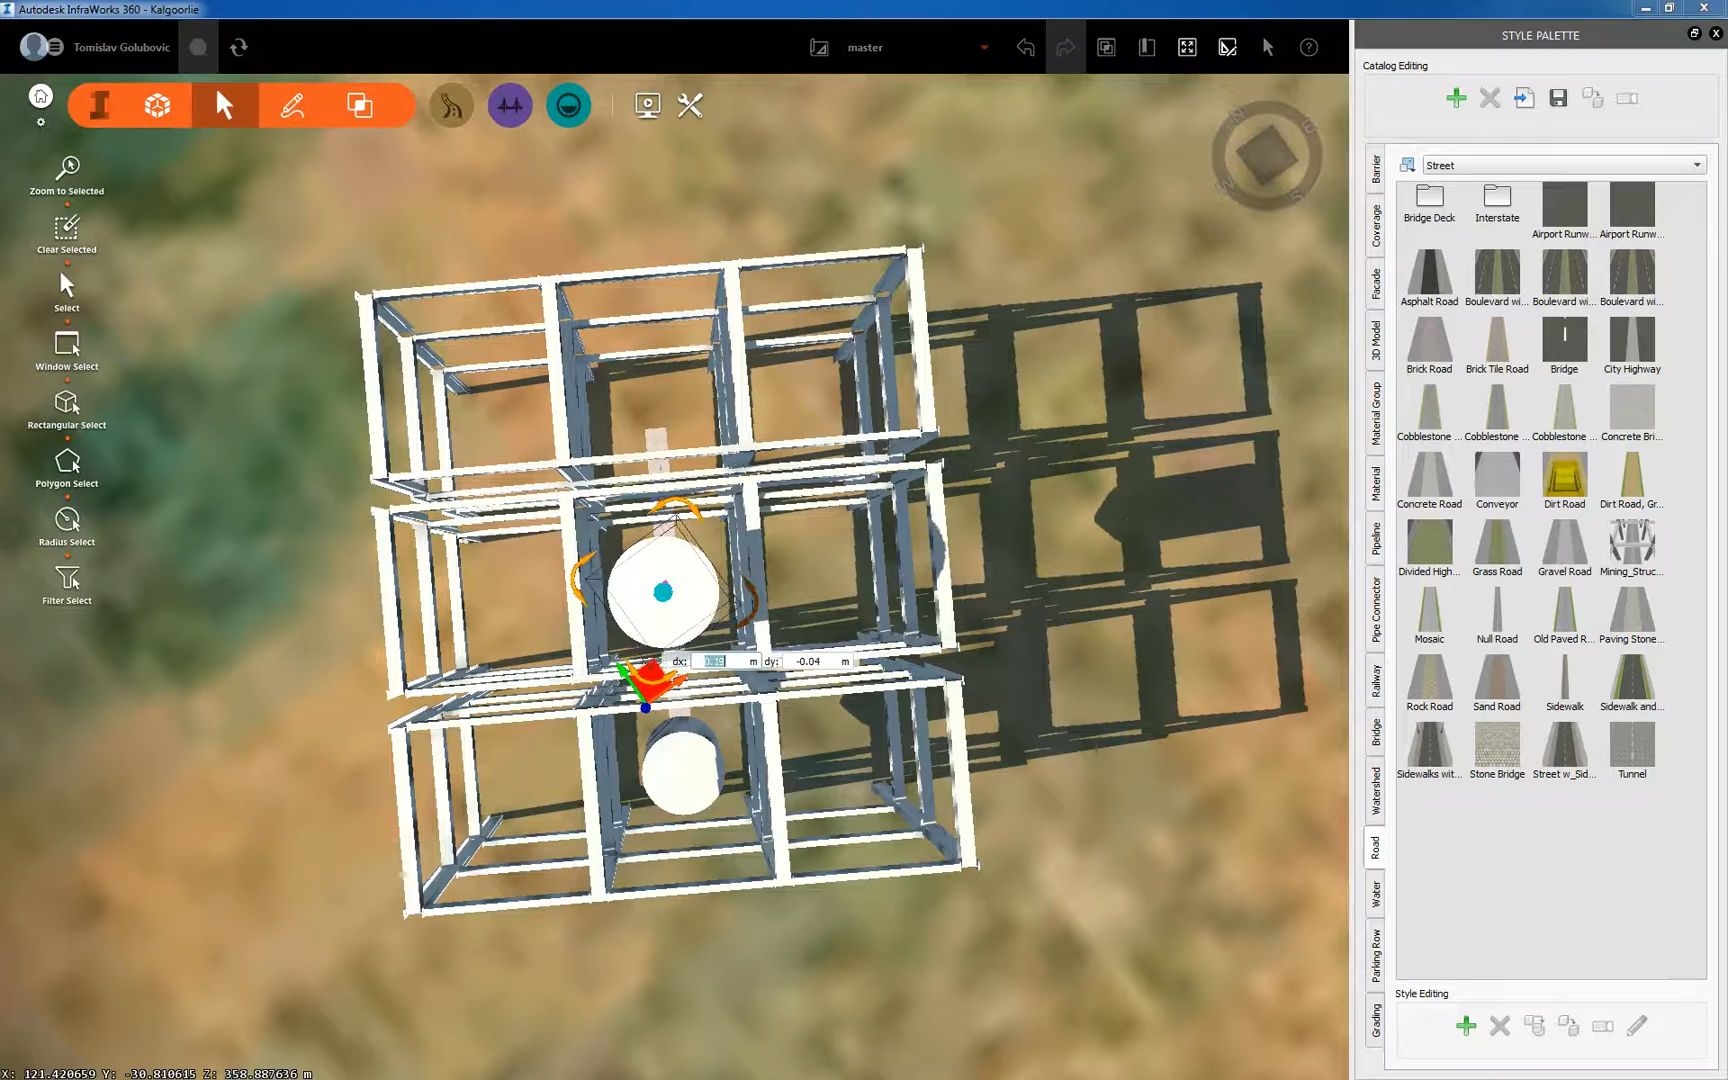 Autodesk InfraWorks 360 - Kalgoorlie
Tomislav Golubovic
master
STYLE PALETTE
Catalog Editing
Street
Zoom to Selected
Clear Selected
Select
Window Select
Rectangular Select
Polygon Select
Radius Select
Filter Select
Barrier
Coverage
Facade
3D Model
Material Group
Material
Pipeline
Pipe Connector
Railway
Bridge
Watershed
Road
Water
Parking Row
Grading
Bridge Deck
Interstate
Airport Runw...
Airport Runw...
Asphalt Road
Boulevard wi...
Boulevard wi...
Boulevard wi...
Brick Road
Brick Tile Road
Bridge
City Highway
Cobblestone ...
Cobblestone ...
Cobblestone ...
Concrete Bri...
Concrete Road
Conveyor
Dirt Road
Dirt Road, Gr...
Divided High...
Grass Road
Gravel Road
Mining_Struc...
Mosaic
Null Road
Old Paved R...
Paving Stone...
Rock Road
Sand Road
Sidewalk
Sidewalk and...
Sidewalks wit...
Stone Bridge
Street w_Sid...
Tunnel
dx: 0.19 m dy: -0.04 m
Style Editing
X: 121.420659 Y: -30.810615 Z: 358.887636 m